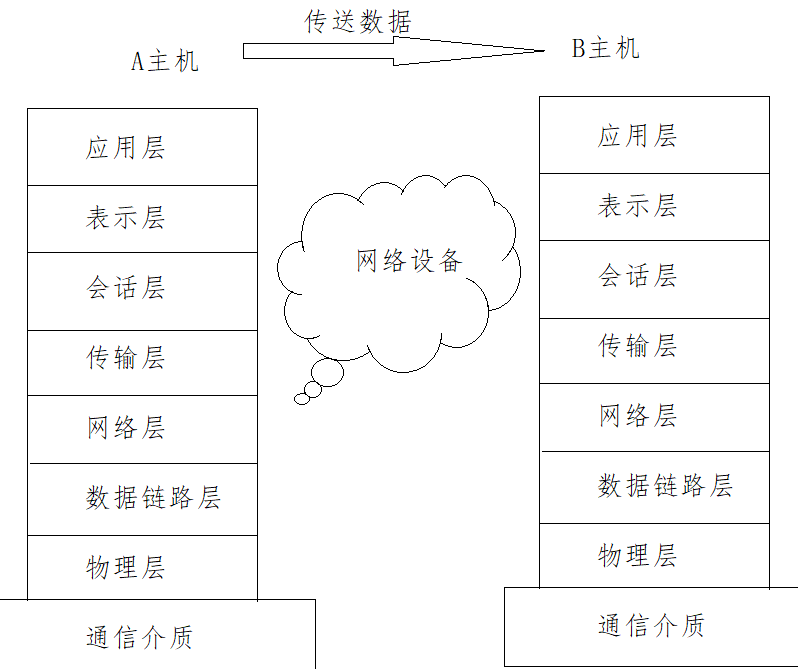 传送数据
A主机
B主机
应用层
表示层
会话层
传输层
网络层
数据链路层
物理层
通信介质
网络设备
应用层
表示层
会话层
传输层
网络层
数据链路层
物理层
通信介质